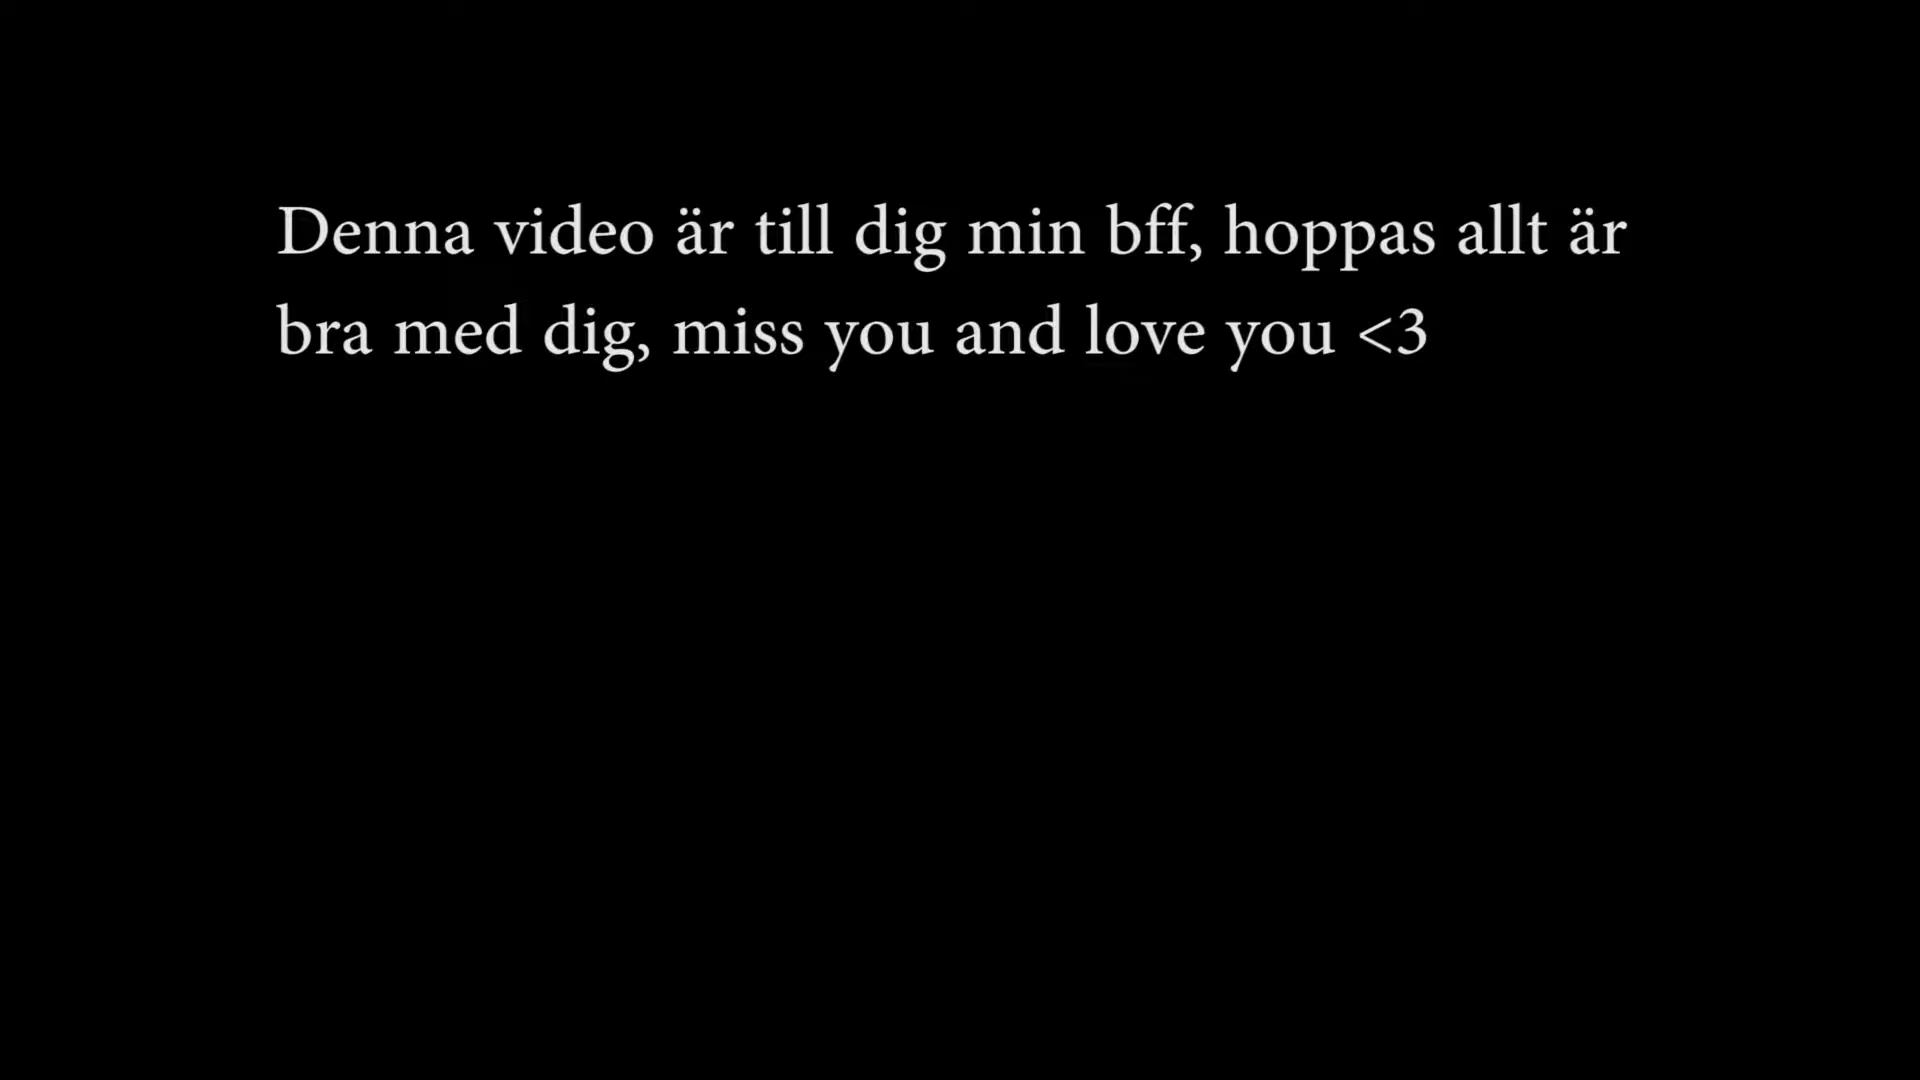 Denna video är till dig min bff, hoppas allt är
bra med dig, miss you and love you <3